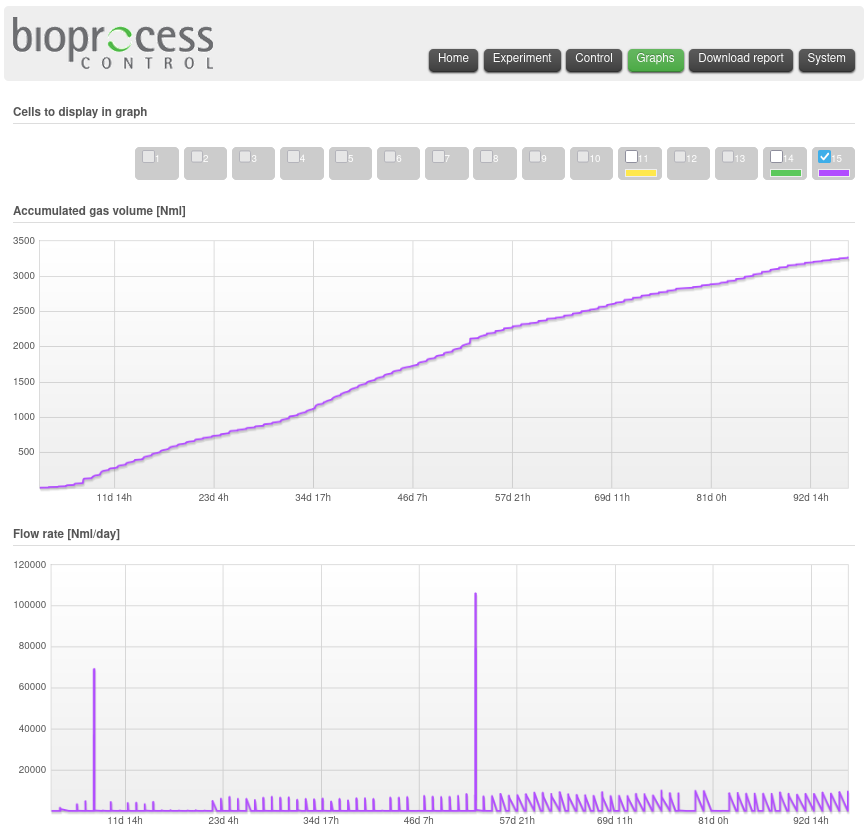 bioprocess
CONTROL
Home Experiment Control Graphs Download report System
Cells to display in graph
1 2 3 4 5 6 7 8 9 10 11 12 13 14 15
Accumulated gas volume [Nml]
3500
3000
2500
2000
1500
1000
500
11d 14h 23d 4h 34d 17h 46d 7h 57d 21h 69d 11h 81d 0h 92d 14h
Flow rate [Nml/day]
120000
100000
80000
60000
40000
20000
11d 14h 23d 4h 34d 17h 46d 7h 57d 21h 69d 11h 81d 0h 92d 14h